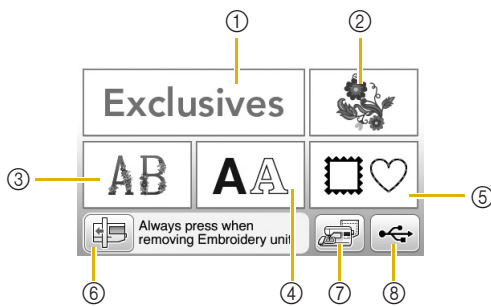 ① ②
Exclusives
③ AB AA ⑤
Always press when
removing Embroidery unit
⑥ ④ ⑦ ⑧